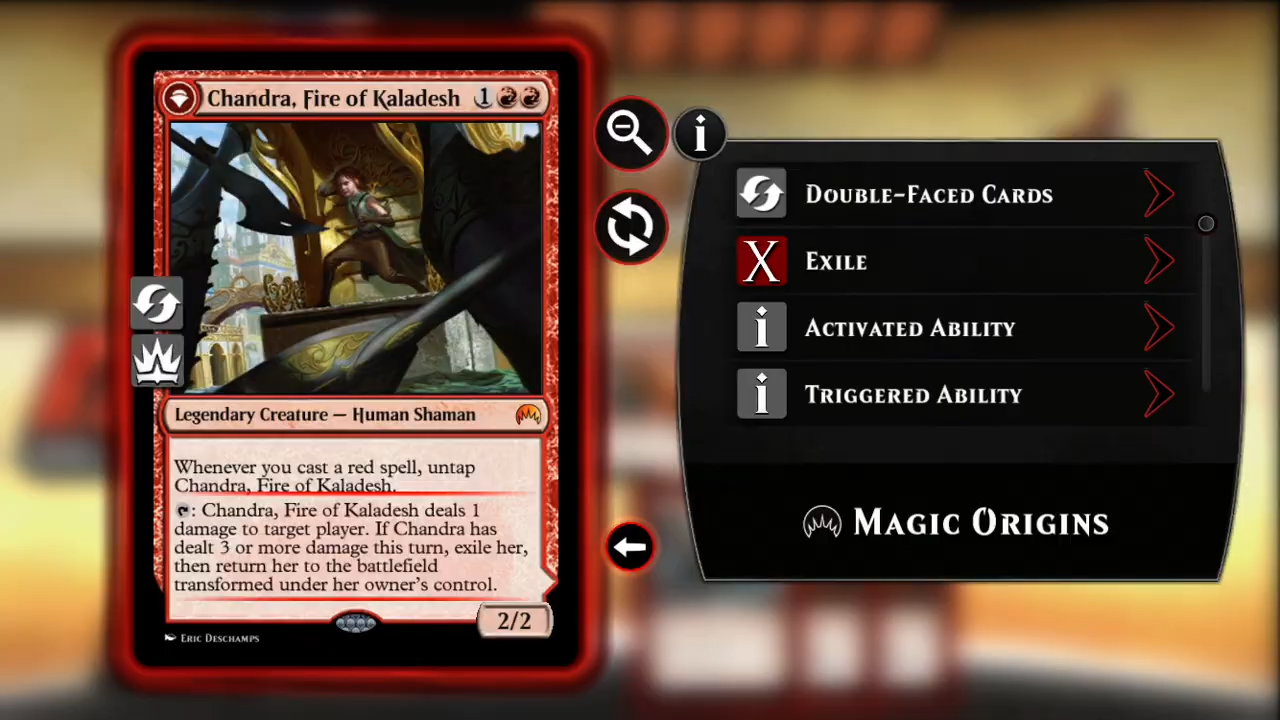 Chandra, Fire of Kaladesh 1
Legendary Creature — Human Shaman
Whenever you cast a red spell, untap
Chandra, Fire of Kaladesh.
: Chandra, Fire of Kaladesh deals 1
damage to target player. If Chandra has
dealt 3 or more damage this turn, exile her,
then return her to the battlefield
transformed under her owner's control.
2/2
Eric Deschamps
i
Double-Faced Cards
X Exile
i Activated Ability
i Triggered Ability
Magic Origins